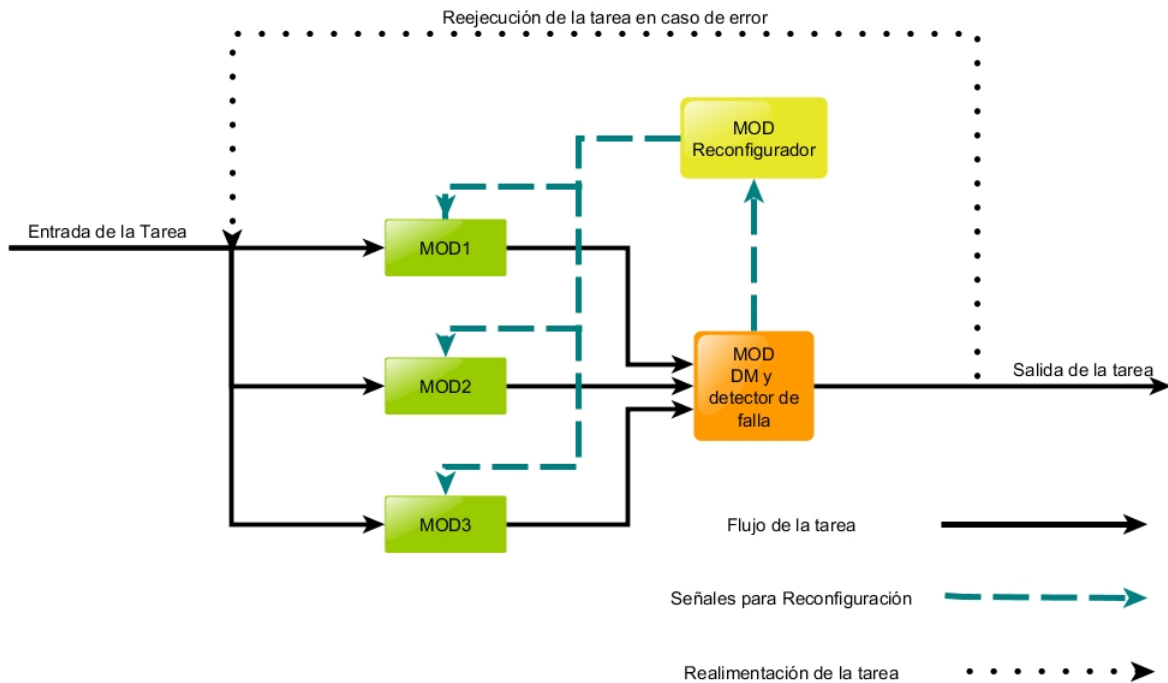 Reejecución de la tarea en caso de error
MOD
Reconfigurador
Entrada de la Tarea
MOD1
MOD2
MOD3
MOD
DM y
detector de
falla
Salida de la tarea
Flujo de la tarea
Señales para Reconfiguración
Realimentación de la tarea